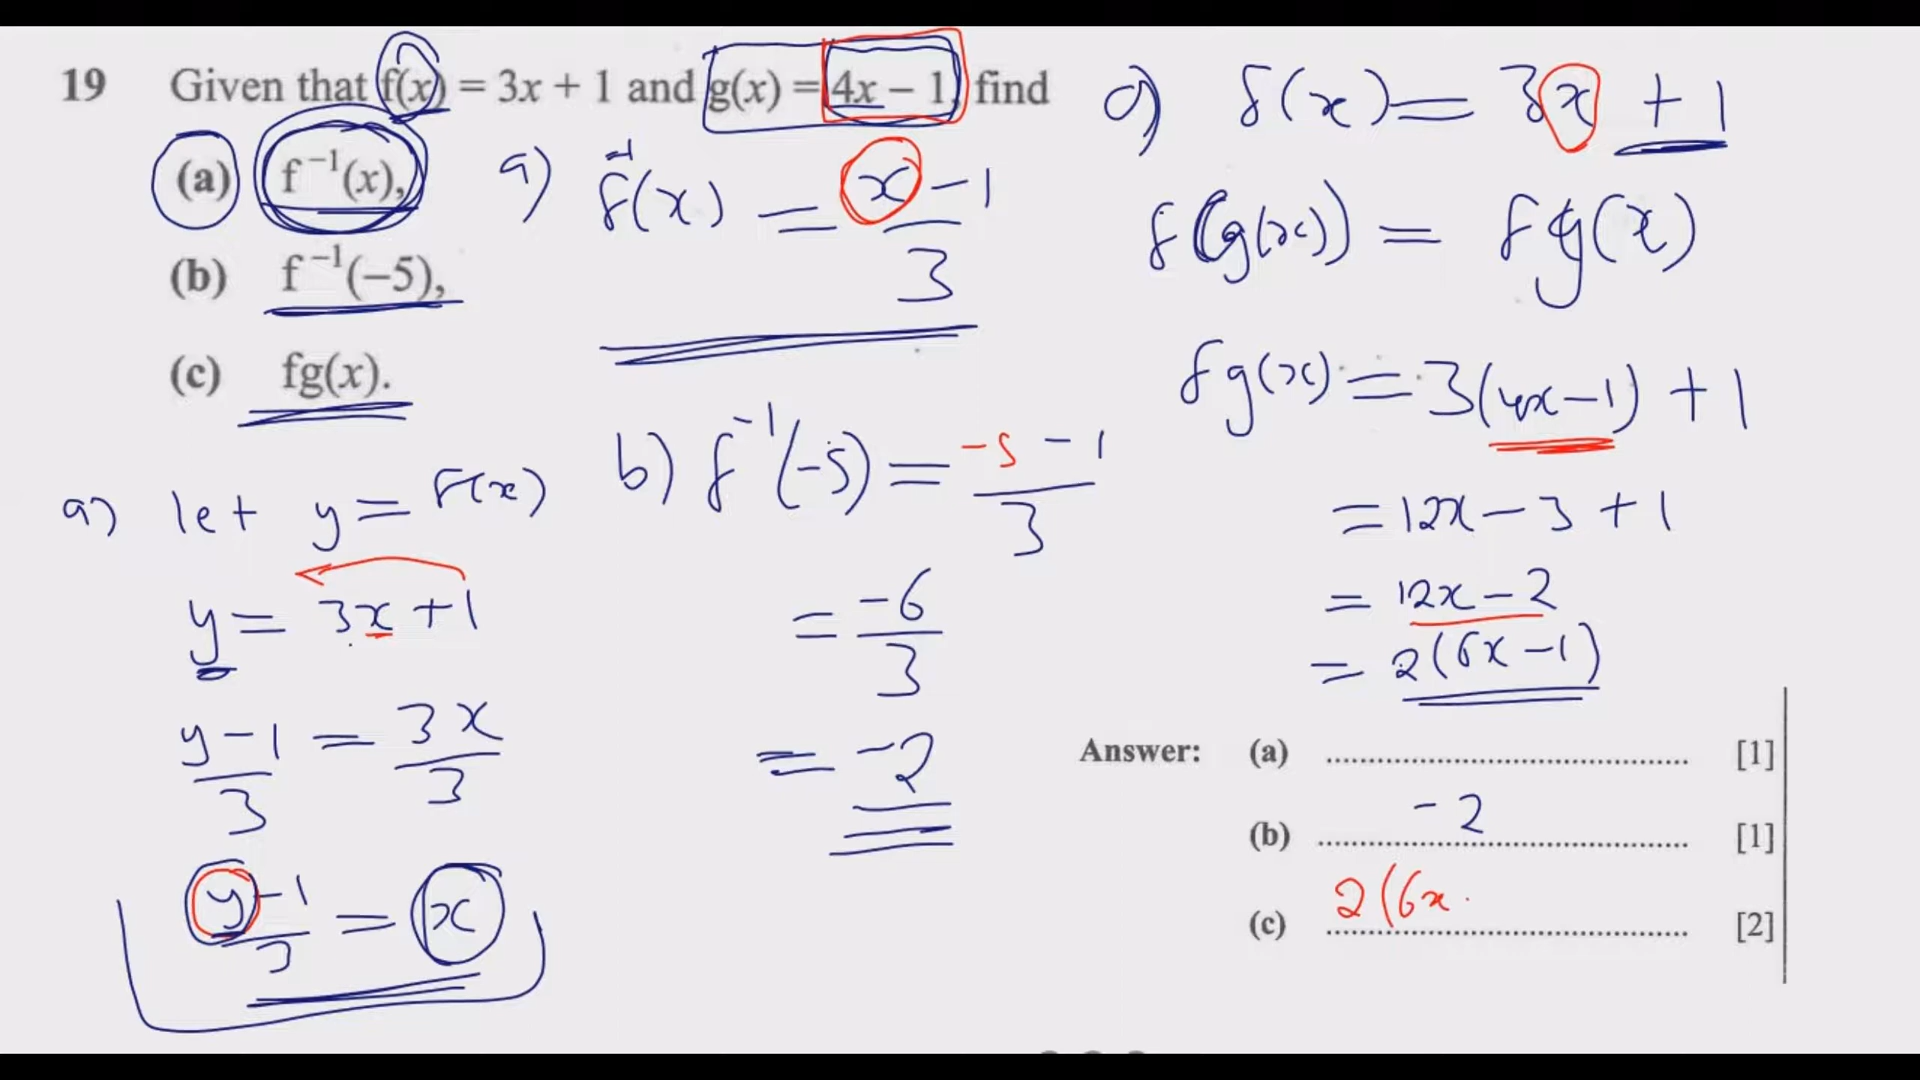 19 Given that f(x) = 3x + 1 and g(x) = 4x − 1, find
(a) f⁻¹(x),
(b) f⁻¹(−5),
(c) fg(x).
a) let y = f(x)
y = 3x + 1
y − 1 / 3 = 3x / 3
y − 1 / 3 = x
a) f⁻¹(x) = x − 1 / 3
b) f⁻¹(−5) = −5 − 1 / 3
= −6 / 3
= −2
c) f(x) = 3x + 1
f(g(x)) = fg(x)
fg(x) = 3(4x − 1) + 1
= 12x − 3 + 1
= 12x − 2
= 2(6x − 1)
Answer: (a) ........................................ [1]
(b) −2 ........................................ [1]
(c) 2(6x ........................................ [2]